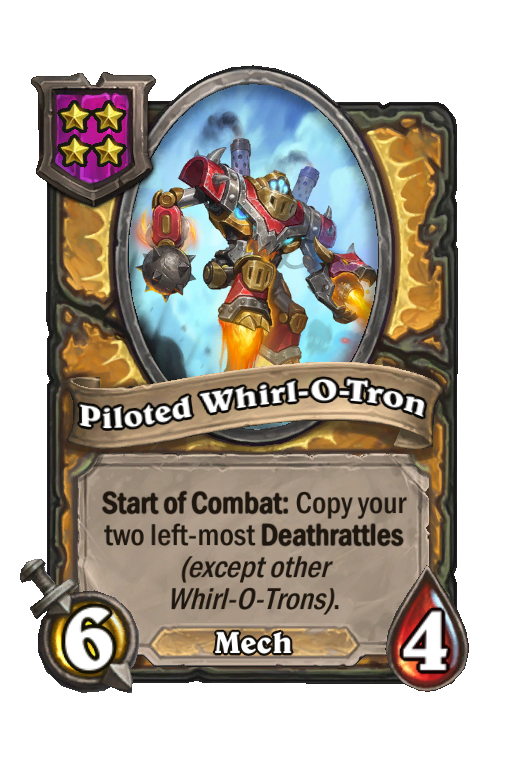 Piloted Whirl-O-Tron
Start of Combat: Copy your
two left-most Deathrattles
(except other
Whirl-O-Trons).
6
Mech
4